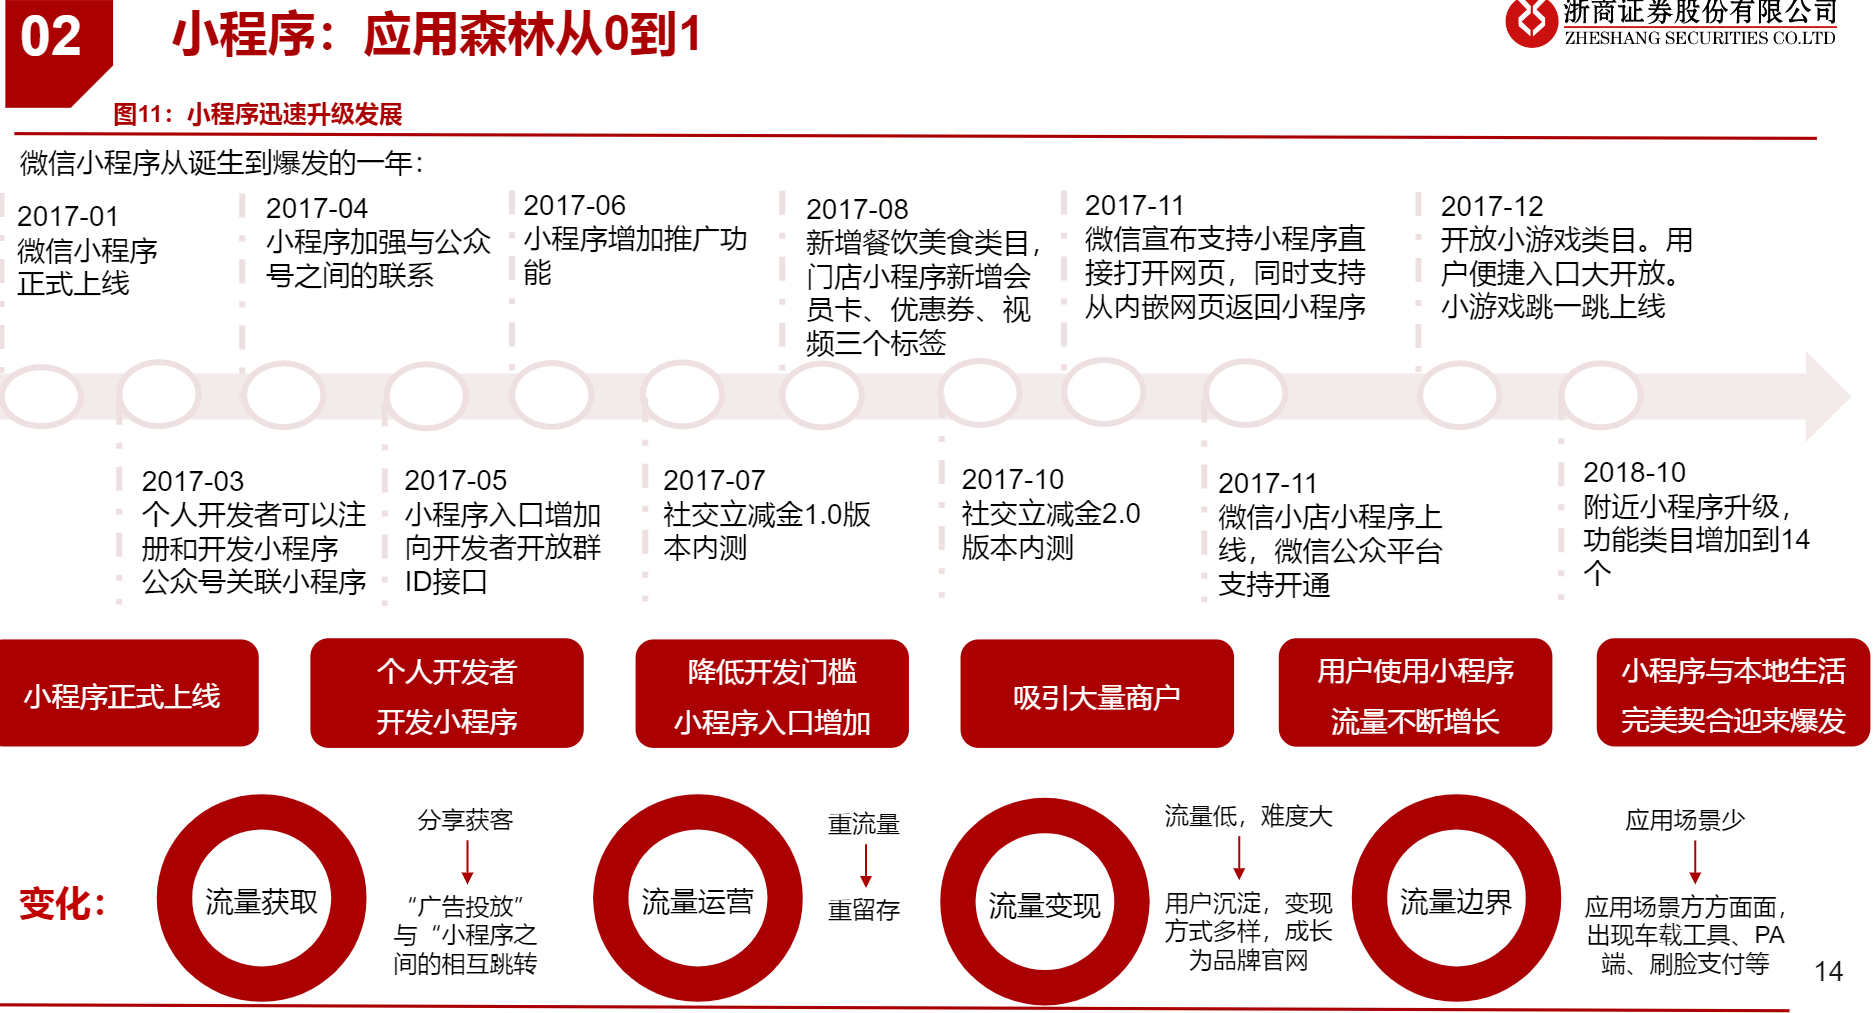 02
小程序：应用森林从0到1
浙商证券股份有限公司
ZHESHANG SECURITIES CO.LTD
图11：小程序迅速升级发展
微信小程序从诞生到爆发的一年：
2017-01
微信小程序
正式上线
2017-04
小程序加强与公众
号之间的联系
2017-06
小程序增加推广功
能
2017-08
新增餐饮美食类目，
门店小程序新增会
员卡、优惠券、视
频三个标签
2017-11
微信宣布支持小程序直
接打开网页，同时支持
从内嵌网页返回小程序
2017-12
开放小游戏类目。用
户便捷入口大开放。
小游戏跳一跳上线
2017-03
个人开发者可以注
册和开发小程序
公众号关联小程序
2017-05
小程序入口增加
向开发者开放群
ID接口
2017-07
社交立减金1.0版
本内测
2017-10
社交立减金2.0
版本内测
2017-11
微信小店小程序上
线，微信公众平台
支持开通
2018-10
附近小程序升级，
功能类目增加到14
个
小程序正式上线
个人开发者
开发小程序
降低开发门槛
小程序入口增加
吸引大量商户
用户使用小程序
流量不断增长
小程序与本地生活
完美契合迎来爆发
变化：
流量获取
分享获客
“广告投放”
与“小程序之
间的相互跳转
流量运营
重流量
重留存
流量变现
流量低，难度大
用户沉淀，变现
方式多样，成长
为品牌官网
流量边界
应用场景少
应用场景方方面面，
出现车载工具、PA
端、刷脸支付等
14